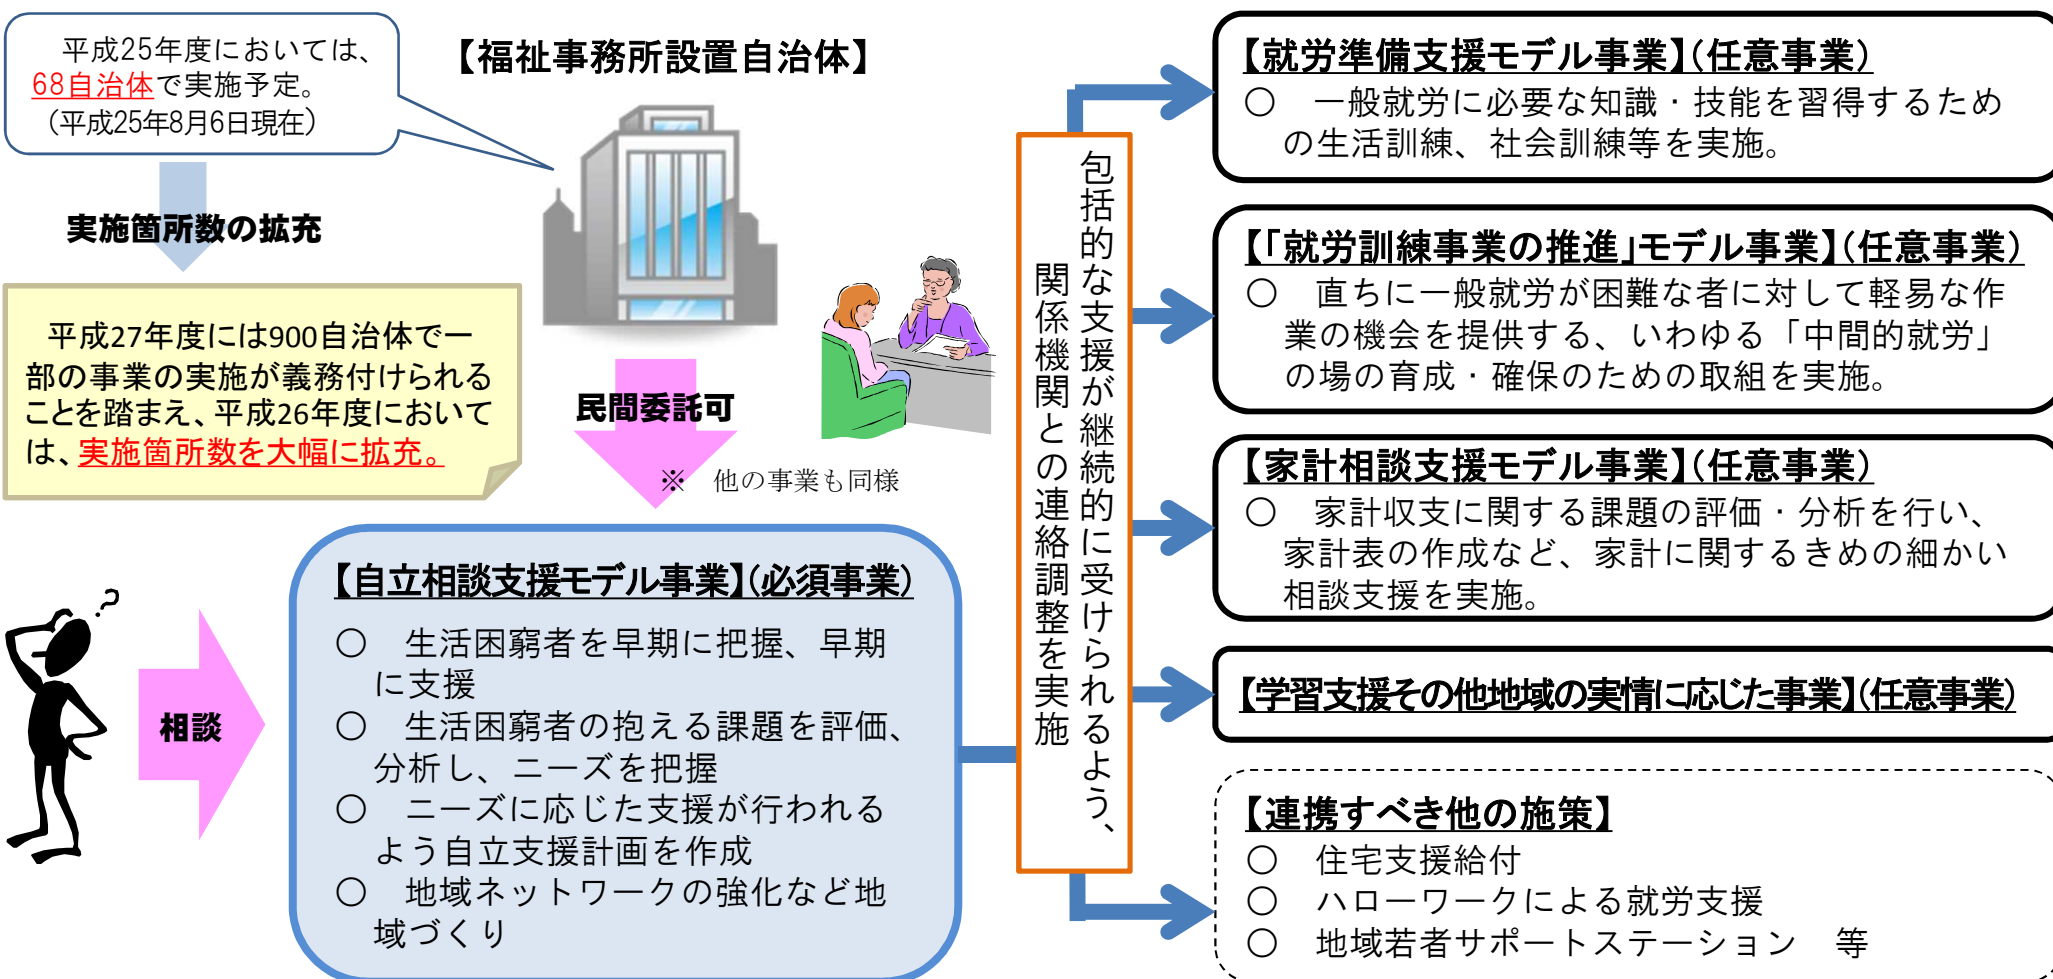 平成25年度においては、
68自治体で実施予定。
（平成25年8月6日現在）
実施箇所数の拡充
平成27年度には900自治体で一
部の事業の実施が義務付けられる
ことを踏まえ、平成26年度において
は、実施箇所数を大幅に拡充。
【福祉事務所設置自治体】
民間委託可
※　他の事業も同様
相談
【自立相談支援モデル事業】（必須事業）
○　生活困窮者を早期に把握、早期
に支援
○　生活困窮者の抱える課題を評価、
分析し、ニーズを把握
○　ニーズに応じた支援が行われる
よう自立支援計画を作成
○　地域ネットワークの強化など地
域づくり
包括的な支援が継続的に受けられるよう、
関係機関との連絡調整を実施
【就労準備支援モデル事業】（任意事業）
○　一般就労に必要な知識・技能を習得するため
の生活訓練、社会訓練等を実施。
【「就労訓練事業の推進」モデル事業】（任意事業）
○　直ちに一般就労が困難な者に対して軽易な作
業の機会を提供する、いわゆる「中間的就労」
の場の育成・確保のための取組を実施。
【家計相談支援モデル事業】（任意事業）
○　家計収支に関する課題の評価・分析を行い、
家計表の作成など、家計に関するきめの細かい
相談支援を実施。
【学習支援その他地域の実情に応じた事業】（任意事業）
【連携すべき他の施策】
○　住宅支援給付
○　ハローワークによる就労支援
○　地域若者サポートステーション　等